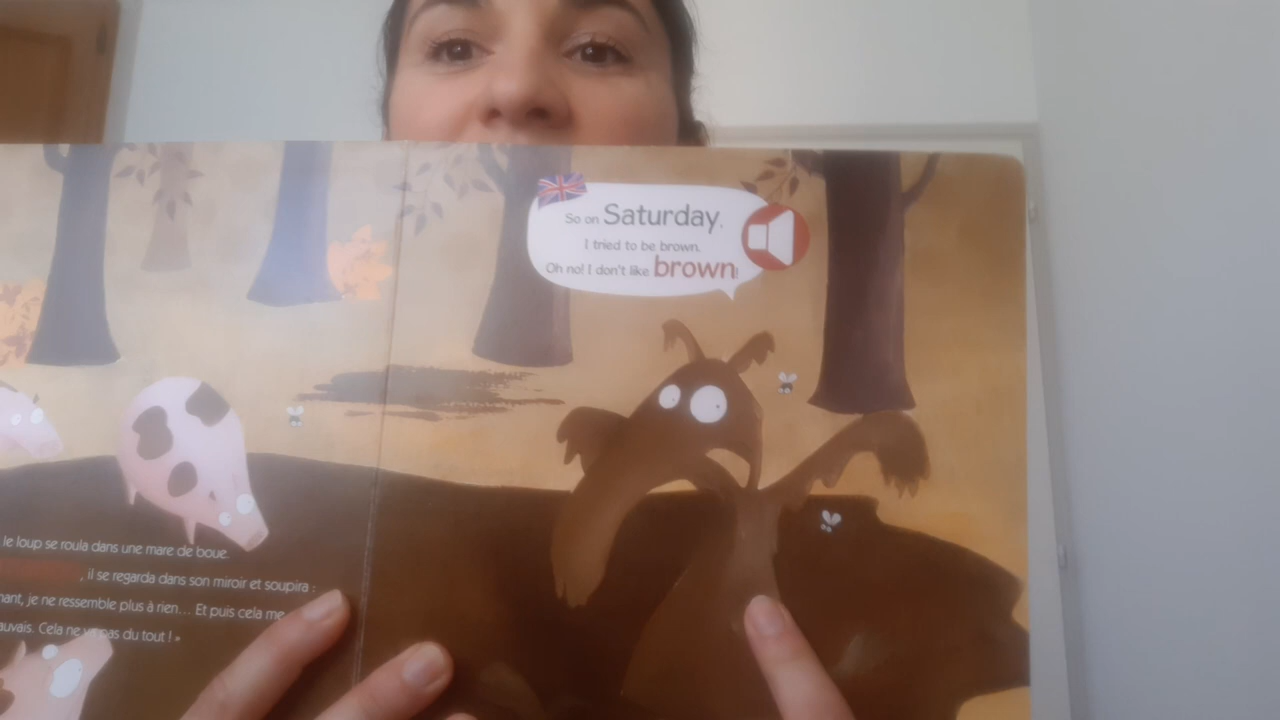 So on Saturday,
I tried to be brown.
Oh no! I don't like brown!
le loup se roula dans une mare de boue.
, il se regarda dans son miroir et soupira :
je ne ressemble plus à rien... Et puis cela me
Cela ne va pas du tout ! »